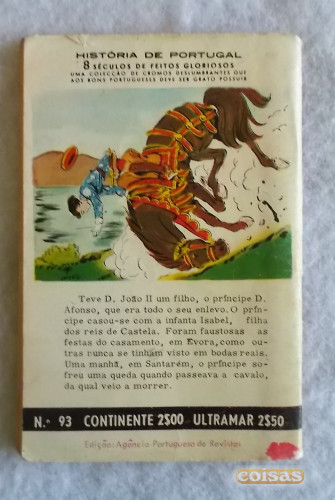 HISTÓRIA DE PORTUGAL
8 SÉCULOS DE FEITOS GLORIOSOS
UMA COLECÇÃO DE CROMOS DESLUMBRANTES QUE
AOS BONS PORTUGUESES DEVE SER GRATO POSSUIR
Teve D. João II um filho, o príncipe D.
Afonso, que era todo o seu enlevo. O prín-
cipe casou-se com a infanta Isabel, filha
dos reis de Castela. Foram faustosas as
festas do casamento, em Évora, como ou-
tras nunca se tinham visto em bodas reais.
Uma manhã, em Santarém, o príncipe so-
freu uma queda quando passeava a cavalo,
da qual veio a morrer.
N.º 93 CONTINENTE 2$00 ULTRAMAR 2$50
Edição: Agência Portuguesa de Revistas
coisas